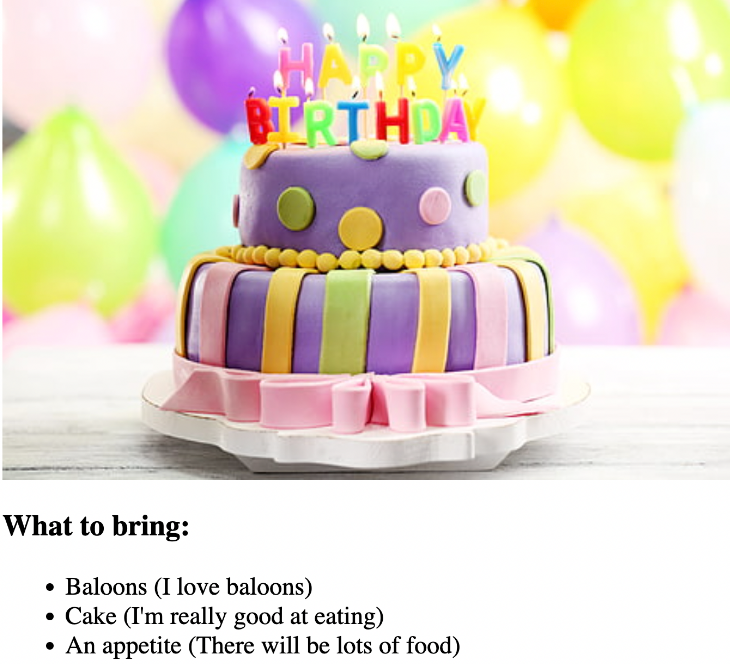 HAPPY
BIRTHDAY
What to bring:
Baloons (I love baloons)
Cake (I'm really good at eating)
An appetite (There will be lots of food)